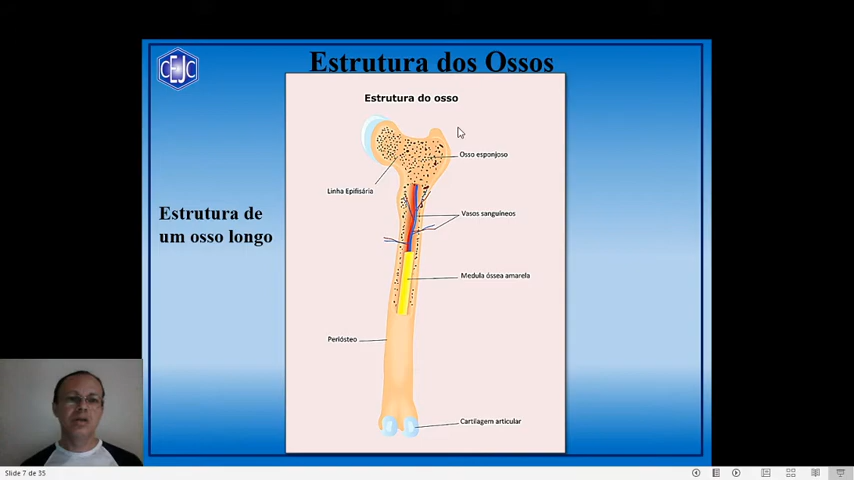 CEJC
Estrutura dos Ossos
Estrutura do osso
Osso esponjoso
Linha Epifisária
Estrutura de
um osso longo
Vasos sanguíneos
Medula óssea amarela
Periósteo
Cartilagem articular
Slide 7 de 35